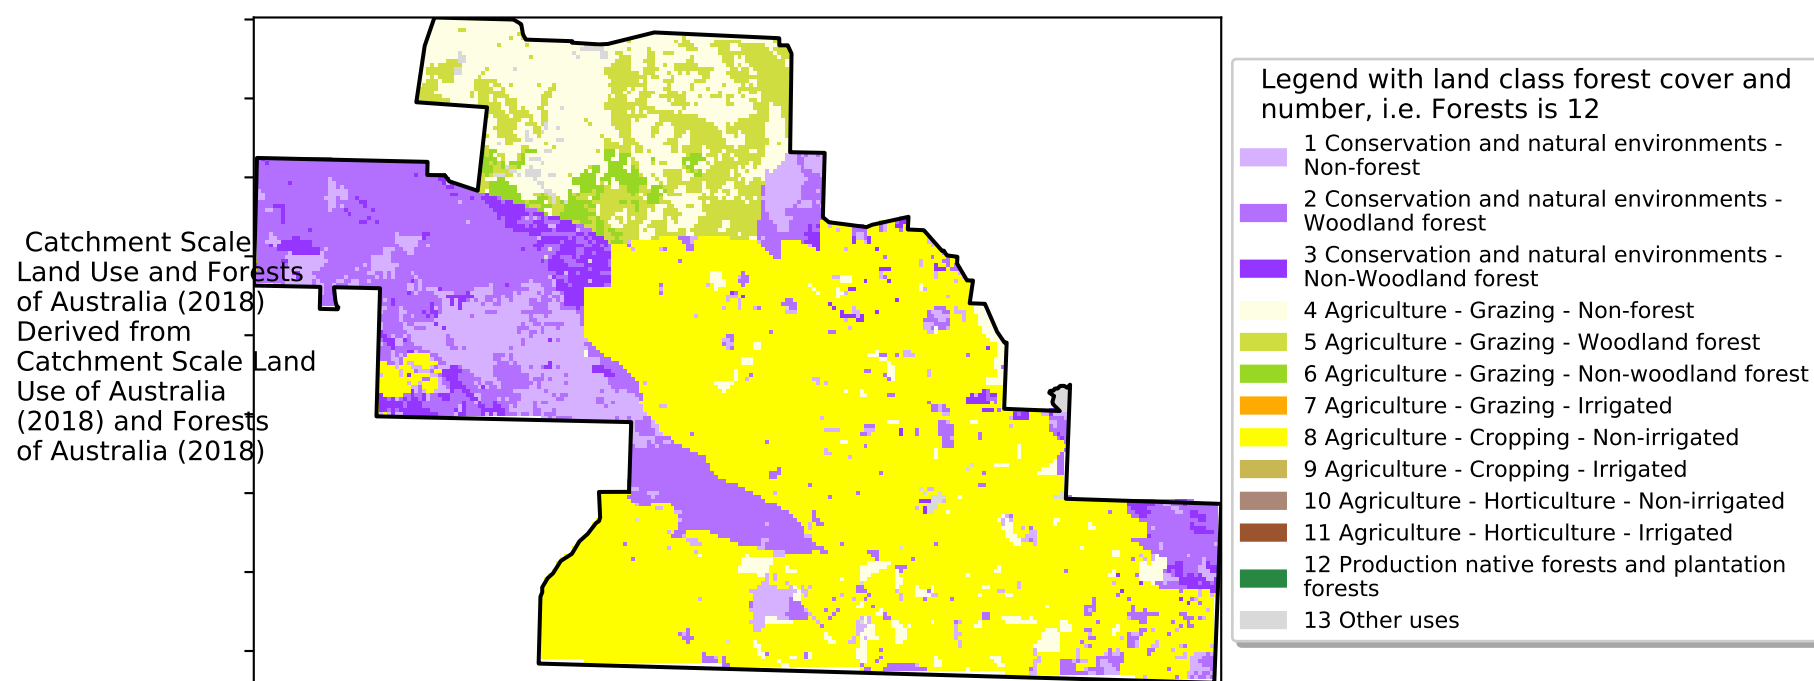 Catchment Scale
Land Use and Forests
of Australia (2018)
Derived from
Catchment Scale Land
Use of Australia
(2018) and Forests
of Australia (2018)
Legend with land class forest cover and
number, i.e. Forests is 12
1 Conservation and natural environments -
Non-forest
2 Conservation and natural environments -
Woodland forest
3 Conservation and natural environments -
Non-Woodland forest
4 Agriculture - Grazing - Non-forest
5 Agriculture - Grazing - Woodland forest
6 Agriculture - Grazing - Non-woodland forest
7 Agriculture - Grazing - Irrigated
8 Agriculture - Cropping - Non-irrigated
9 Agriculture - Cropping - Irrigated
10 Agriculture - Horticulture - Non-irrigated
11 Agriculture - Horticulture - Irrigated
12 Production native forests and plantation
forests
13 Other uses